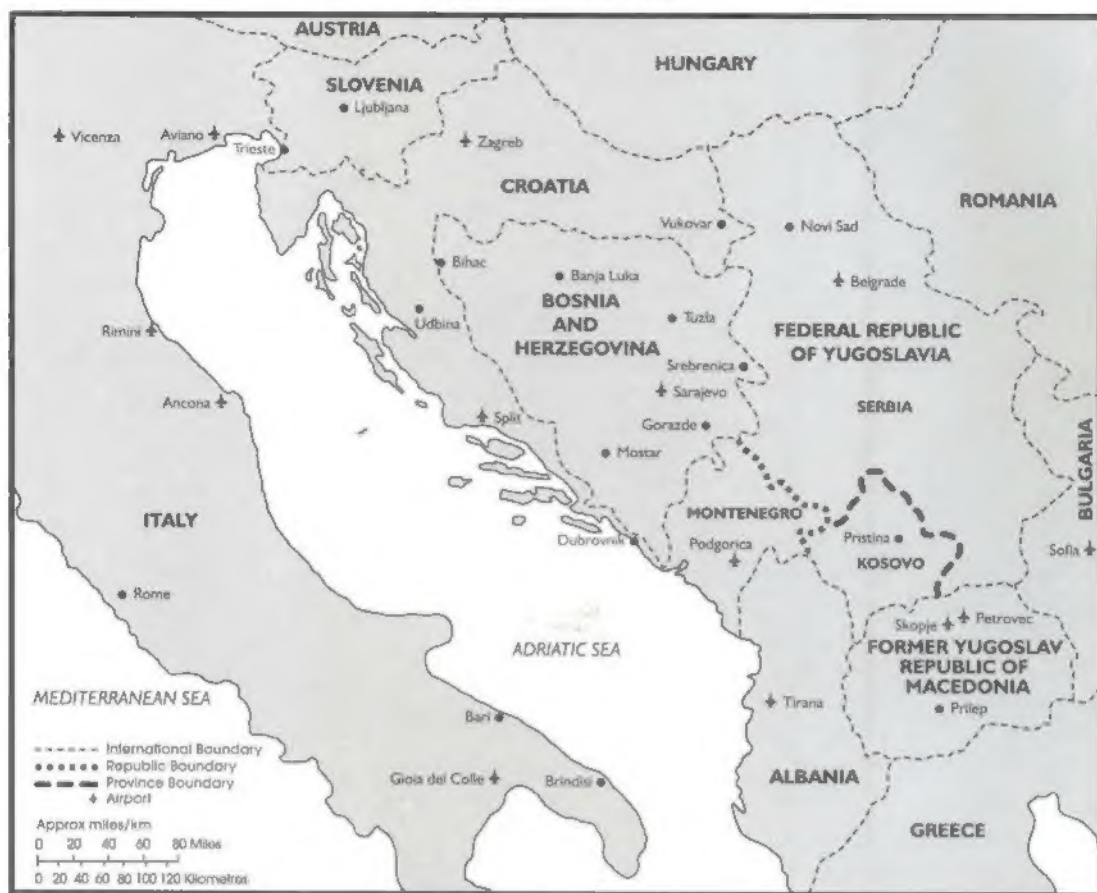 AUSTRIA
HUNGARY
SLOVENIA
Ljubljana
Vicenza
Aviano
Trieste
Zagreb
CROATIA
ROMANIA
Vukovar
Novi Sad
Bihac
Banja Luka
Belgrade
BOSNIA
AND
HERZEGOVINA
Udbina
Tuzla
FEDERAL REPUBLIC
OF YUGOSLAVIA
Rimini
Srebrenica
Sarajevo
Ancona
Split
SERBIA
Gorazde
Mostar
BULGARIA
ITALY
MONTENEGRO
Dubrovnik
Podgorica
Pristina
KOSOVO
Sofia
Rome
Skopje
Petrovec
ADRIATIC SEA
FORMER YUGOSLAV
REPUBLIC OF
MACEDONIA
MEDITERRANEAN SEA
Tirana
Prilep
Bari
International Boundary
Republic Boundary
Province Boundary
Airport
Gioia del Colle
Brindisi
ALBANIA
GREECE
Approx miles/km
0 20 40 60 80 Miles
0 20 40 60 80 100 120 Kilometres